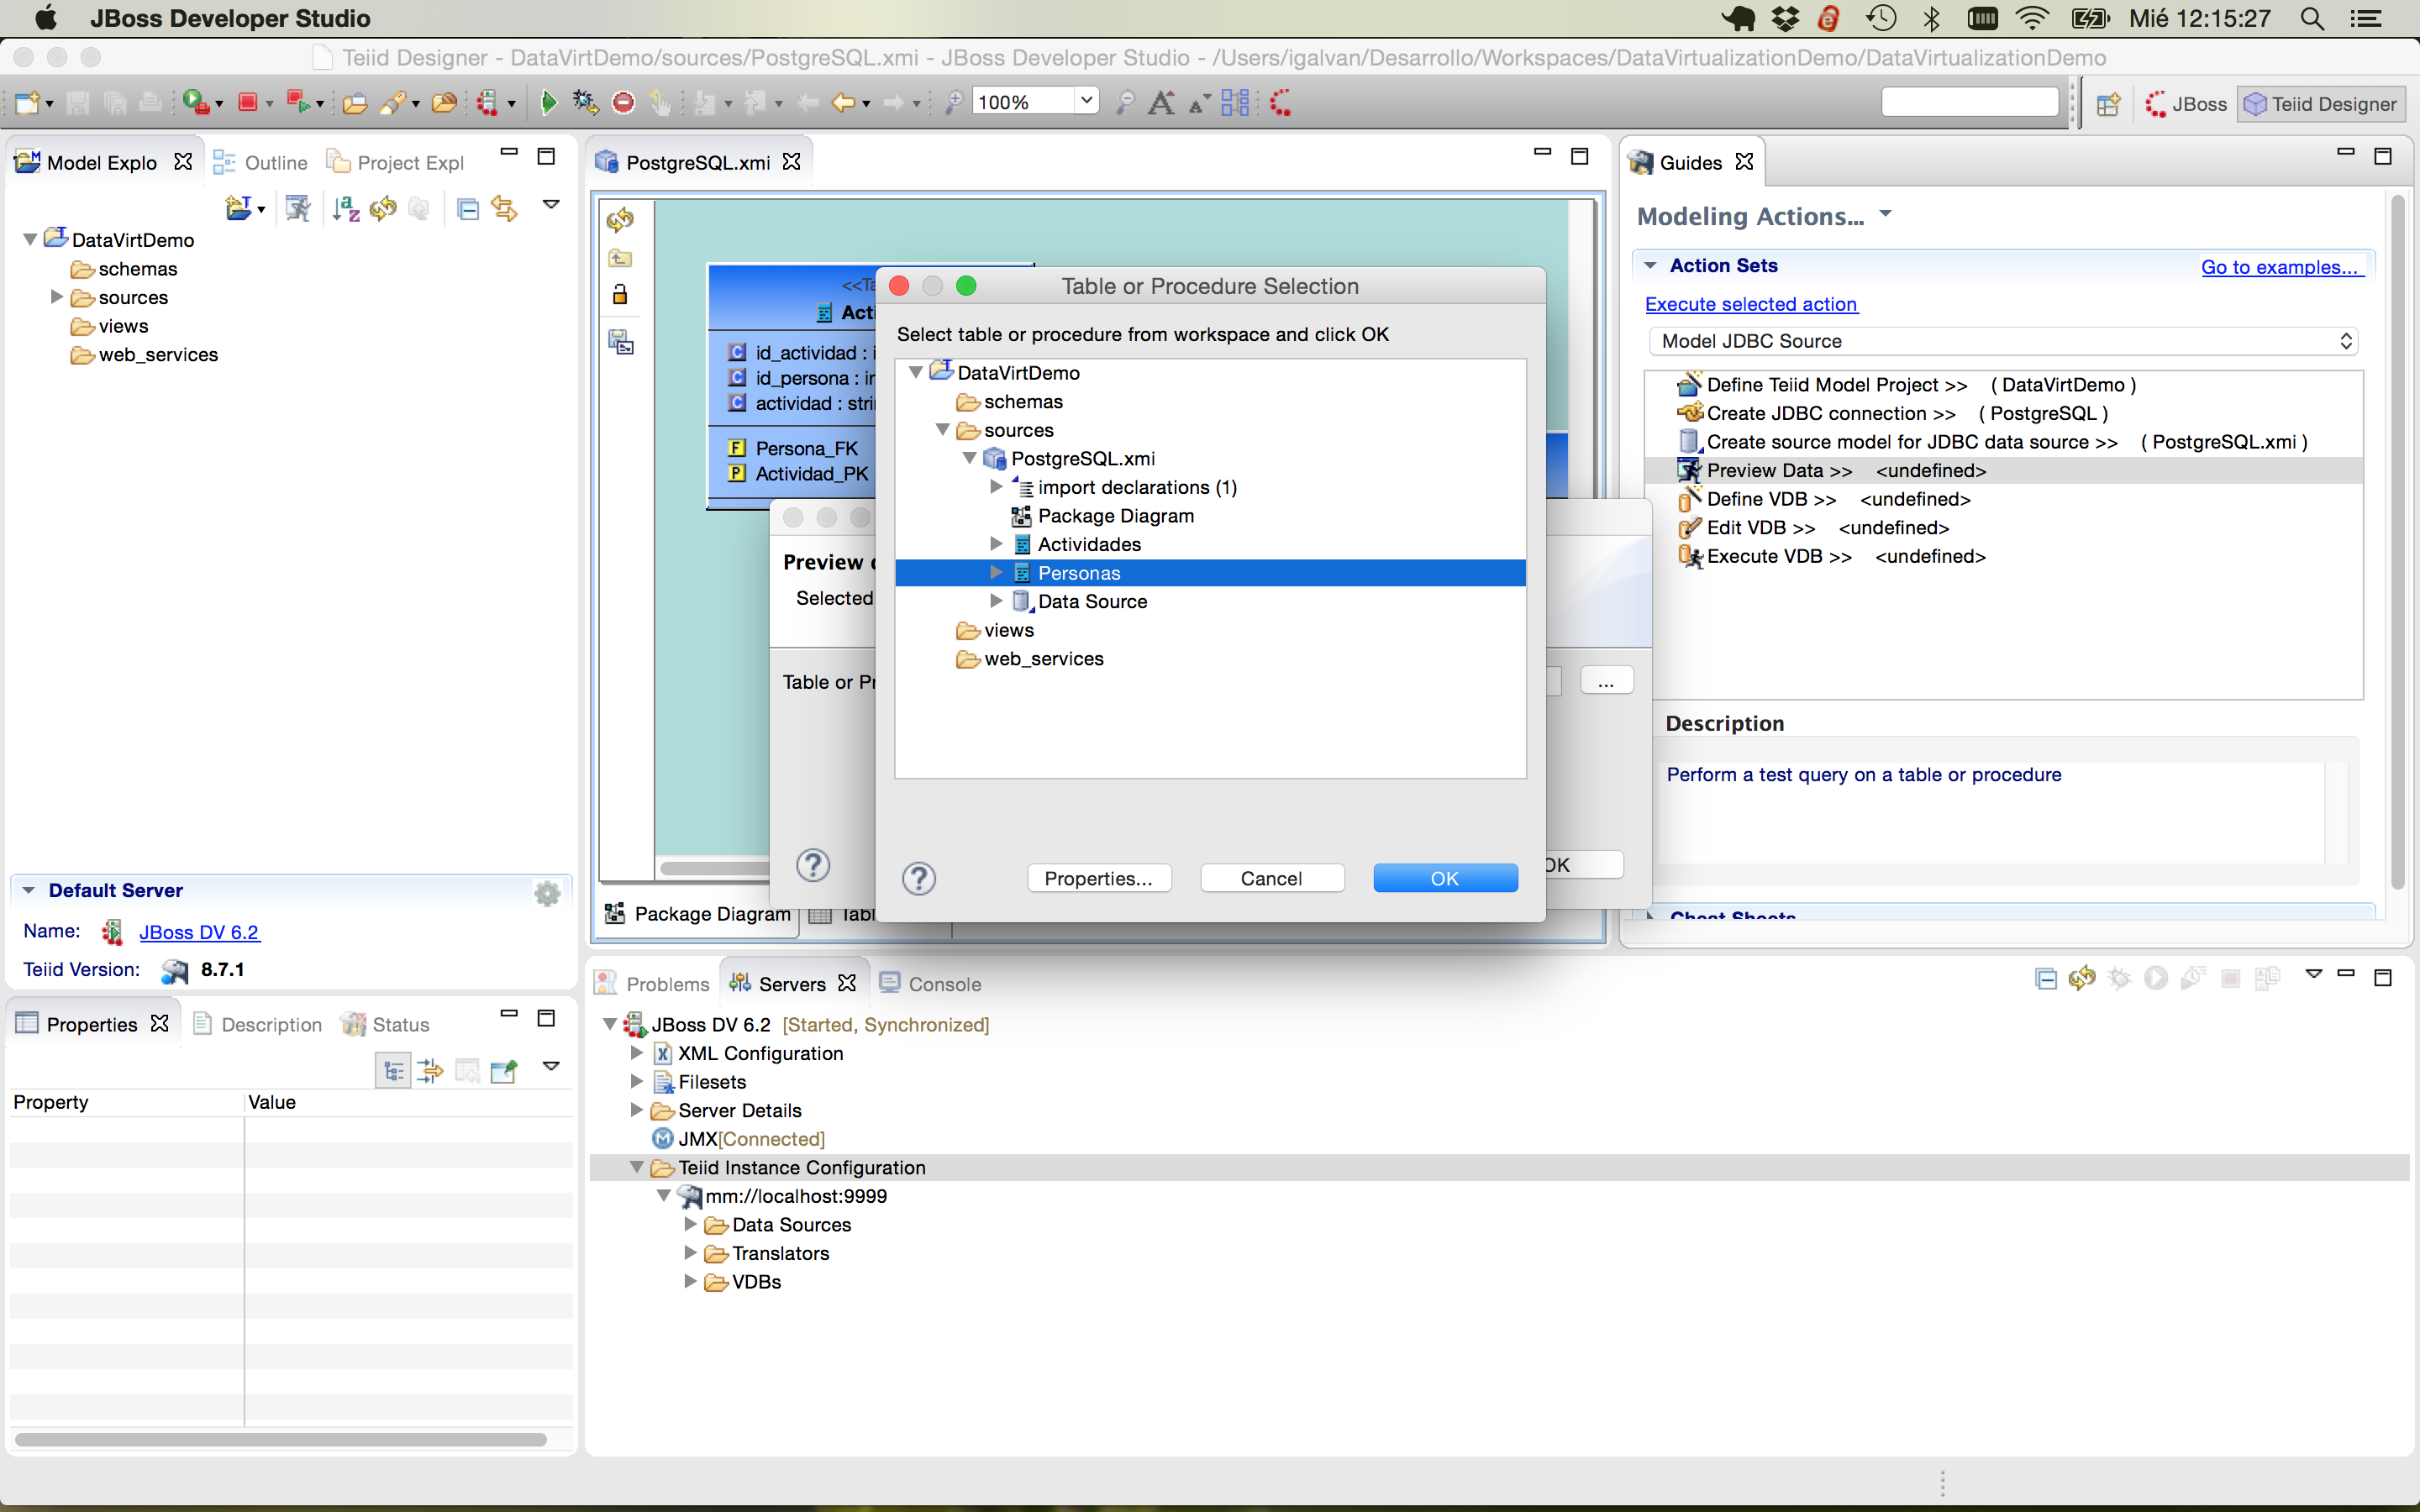 JBoss Developer Studio
Mié 12:15:27
Teiid Designer - DataVirtDemo/sources/PostgreSQL.xmi - JBoss Developer Studio - /Users/igalvan/Desarrollo/Workspaces/DataVirtualizationDemo/DataVirtualizationDemo
100%
JBoss
Teiid Designer
Model Explo
Outline
Project Expl
DataVirtDemo
schemas
sources
views
web_services
Default Server
Name: JBoss DV 6.2
Teiid Version: 8.7.1
Properties
Description
Status
Property Value
PostgreSQL.xmi
<<Ta
Acti
id_actividad : i
id_persona : in
actividad : strin
Persona_FK
Actividad_PK
Package Diagram
Tabl
Preview d
Selected
Table or Pr
...
OK
Table or Procedure Selection
Select table or procedure from workspace and click OK
DataVirtDemo
schemas
sources
PostgreSQL.xmi
import declarations (1)
Package Diagram
Actividades
Personas
Data Source
views
web_services
Properties...
Cancel
OK
Guides
Modeling Actions...
Action Sets
Go to examples...
Execute selected action
Model JDBC Source
Define Teiid Model Project >> ( DataVirtDemo )
Create JDBC connection >> ( PostgreSQL )
Create source model for JDBC data source >> ( PostgreSQL.xmi )
Preview Data >> <undefined>
Define VDB >> <undefined>
Edit VDB >> <undefined>
Execute VDB >> <undefined>
Description
Perform a test query on a table or procedure
Cheat Sheets
Problems
Servers
Console
JBoss DV 6.2 [Started, Synchronized]
XML Configuration
Filesets
Server Details
JMX[Connected]
Teiid Instance Configuration
mm://localhost:9999
Data Sources
Translators
VDBs